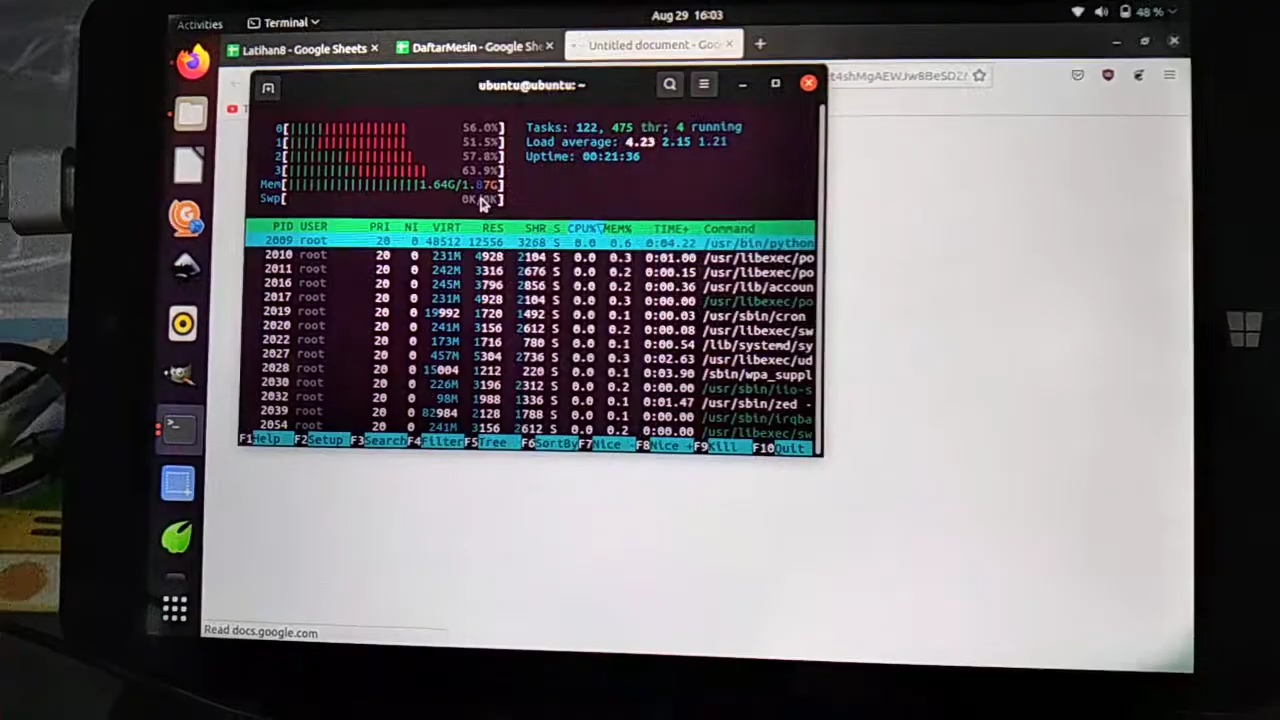 Activities Terminal Aug 29 16:03 48 %
Latihan8 - Google Sheets × DaftarMesin - Google She × Untitled document - Goo × +
t4shMgAEWJw8BeSDZ
ubuntu@ubuntu: ~
0[ 56.0%] Tasks: 122, 475 thr; 4 running
1[ 51.5%] Load average: 4.23 2.15 1.21
2[ 57.8%] Uptime: 00:21:36
3[ 63.9%]
Mem[ 1.64G/1.87G]
Swp[ 0K/0K]
PID USER PRI NI VIRT RES SHR S CPU%▽MEM% TIME+ Command
2009 root 20 0 48512 12556 3268 S 0.0 0.6 0:04.22 /usr/bin/python
2010 root 20 0 231M 4928 2104 S 0.0 0.3 0:01.00 /usr/libexec/po
2011 root 20 0 242M 3316 2676 S 0.0 0.2 0:00.15 /usr/libexec/po
2016 root 20 0 245M 3796 2856 S 0.0 0.2 0:00.36 /usr/lib/accoun
2017 root 20 0 231M 4928 2104 S 0.0 0.3 0:00.00 /usr/libexec/po
2019 root 20 0 19992 1720 1492 S 0.0 0.1 0:00.03 /usr/sbin/cron
2020 root 20 0 241M 3156 2612 S 0.0 0.2 0:00.08 /usr/libexec/sw
2022 root 20 0 173M 1716 780 S 0.0 0.1 0:00.54 /lib/systemd/sy
2027 root 20 0 457M 5304 2736 S 0.0 0.3 0:02.63 /usr/libexec/ud
2028 root 20 0 15004 1212 220 S 0.0 0.1 0:03.90 /sbin/wpa_suppl
2030 root 20 0 226M 3196 2312 S 0.0 0.2 0:00.00 /usr/sbin/iio-s
2032 root 20 0 98M 1988 1336 S 0.0 0.1 0:01.47 /usr/sbin/zed -
2039 root 20 0 82984 2128 1788 S 0.0 0.1 0:00.00 /usr/sbin/irqba
2054 root 20 0 241M 3156 2612 S 0.0 0.2 0:00.00 /usr/libexec/sw
F1Help F2Setup F3Search F4Filter F5Tree F6SortBy F7Nice - F8Nice + F9Kill F10Quit
Read docs.google.com